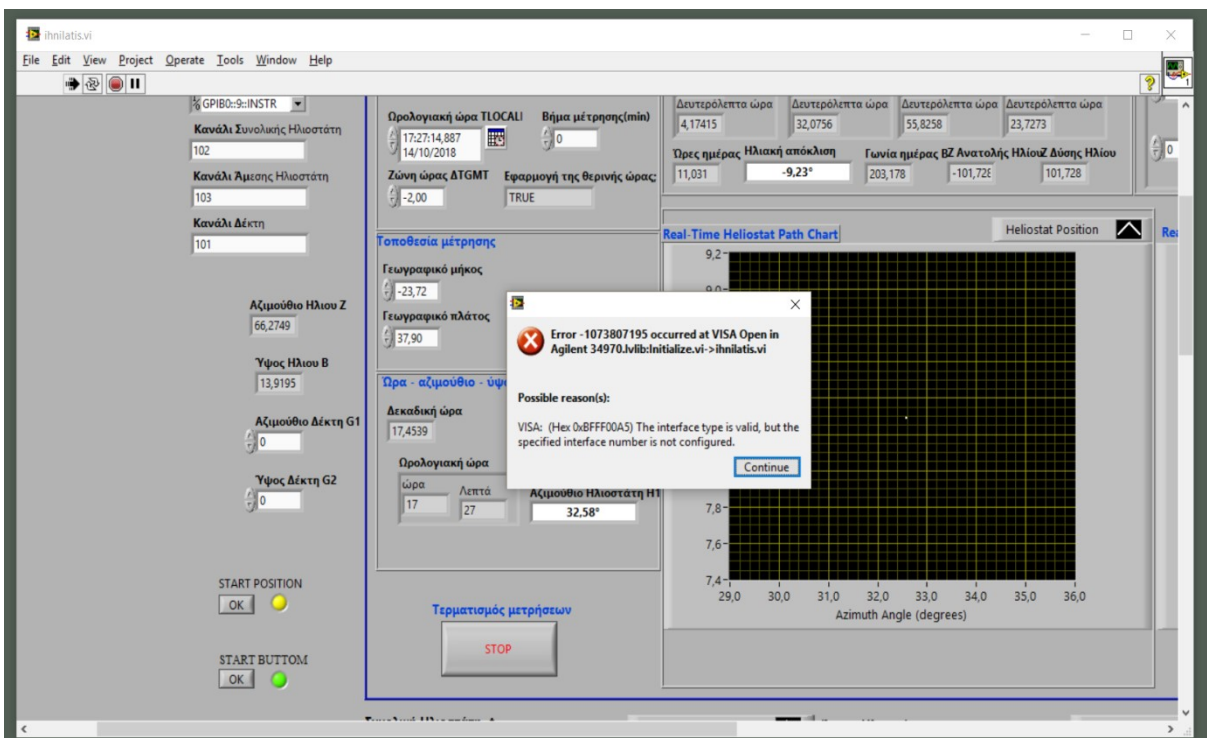 ihnilatis.vi
File Edit View Project Operate Tools Window Help
GPIB0::9::INSTR
Κανάλι Συνολικής Ηλιοστάτη
102
Κανάλι Άμεσης Ηλιοστάτη
103
Κανάλι Δέκτη
101
Αζιμούθιο Ηλιου Ζ
66,2749
Ύψος Ηλιου Β
13,9195
Αζιμούθιο Δέκτη G1
0
Ύψος Δέκτη G2
0
START POSITION
OK
START BUTTOM
OK
Ωρολογιακή ώρα TLOCALI Βήμα μέτρησης(min)
17:27:14,887
14/10/2018
0
Ζώνη ώρας ΔTGMT Εφαρμογή της θερινής ώρας:
-2,00 TRUE
Τοποθεσία μέτρησης
Γεωγραφικό μήκος
-23,72
Γεωγραφικό πλάτος
37,90
Ώρα - αζιμούθιο -
Δεκαδική ώρα
17,4539
Ωρολογιακή ώρα
ώρα Λεπτά
17 27
Αζιμούθιο Ηλιοστάτη H1
32,58°
Τερματισμός μετρήσεων
STOP
Δευτερόλεπτα ώρα Δευτερόλεπτα ώρα Δευτερόλεπτα ώρα Δευτερόλεπτα ώρα
4,17415 32,0756 55,8258 23,7273
Ώρες ημέρας Ηλιακή απόκλιση Γωνία ημέρας Β Ζ Ανατολής Ηλίου Ζ Δύσης Ηλίου
11,031 -9,23° 203,178 -101,728 101,728
0
Real-Time Heliostat Path Chart
Heliostat Position
9,2
7,8
7,6
7,4
29,0 30,0 31,0 32,0 33,0 34,0 35,0 36,0
Azimuth Angle (degrees)
Error -1073807195 occurred at VISA Open in
Agilent 34970.lvlib:Initialize.vi->ihnilatis.vi
Possible reason(s):
VISA: (Hex 0xBFFF00A5) The interface type is valid, but the
specified interface number is not configured.
Continue